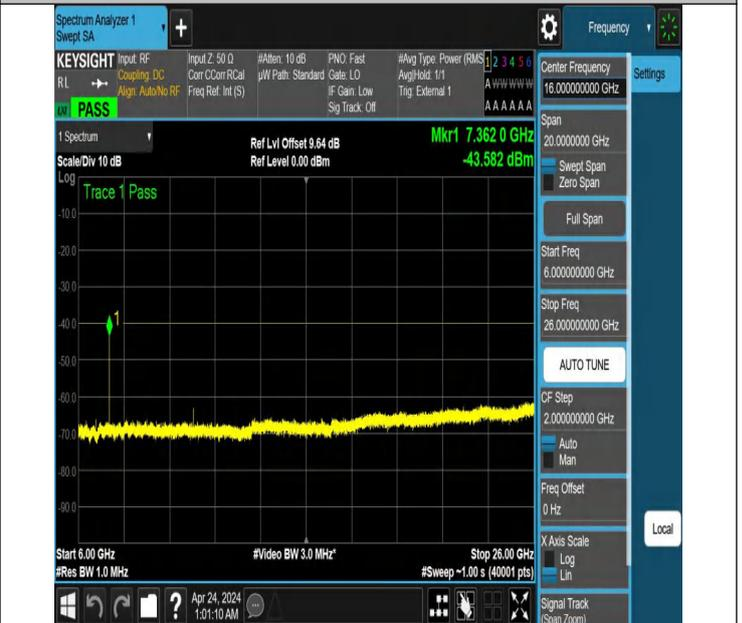 Spectrum Analyzer 1
Swept SA
+
Frequency
KEYSIGHT
RL
PASS
Input: RF
Coupling: DC
Align: Auto/No RF
Input Z: 50 Ω
Corr CCorr RCal
Freq Ref: Int (S)
#Atten: 10 dB
µW Path: Standard
PNO: Fast
Gate: LO
IF Gain: Low
Sig Track: Off
#Avg Type: Power (RMS
Avg|Hold: 1/1
Trig: External 1
1 2 3 4 5 6
A W W W W W
A A A A A A
1 Spectrum
Scale/Div 10 dB
Ref Lvl Offset 9.64 dB
Ref Level 0.00 dBm
Mkr1 7.362 0 GHz
-43.582 dBm
Log
Trace 1 Pass
-10.0
-20.0
-30.0
-40.0
-50.0
-60.0
-70.0
-80.0
-90.0
1
Start 6.00 GHz
#Res BW 1.0 MHz
#Video BW 3.0 MHz*
Stop 26.00 GHz
#Sweep ~1.00 s (40001 pts)
Center Frequency
16.000000000 GHz
Settings
Span
20.0000000 GHz
Swept Span
Zero Span
Full Span
Start Freq
6.000000000 GHz
Stop Freq
26.000000000 GHz
AUTO TUNE
CF Step
2.000000000 GHz
Auto
Man
Freq Offset
0 Hz
X Axis Scale
Log
Lin
Local
Signal Track
(Span Zoom)
?
Apr 24, 2024
1:01:10 AM